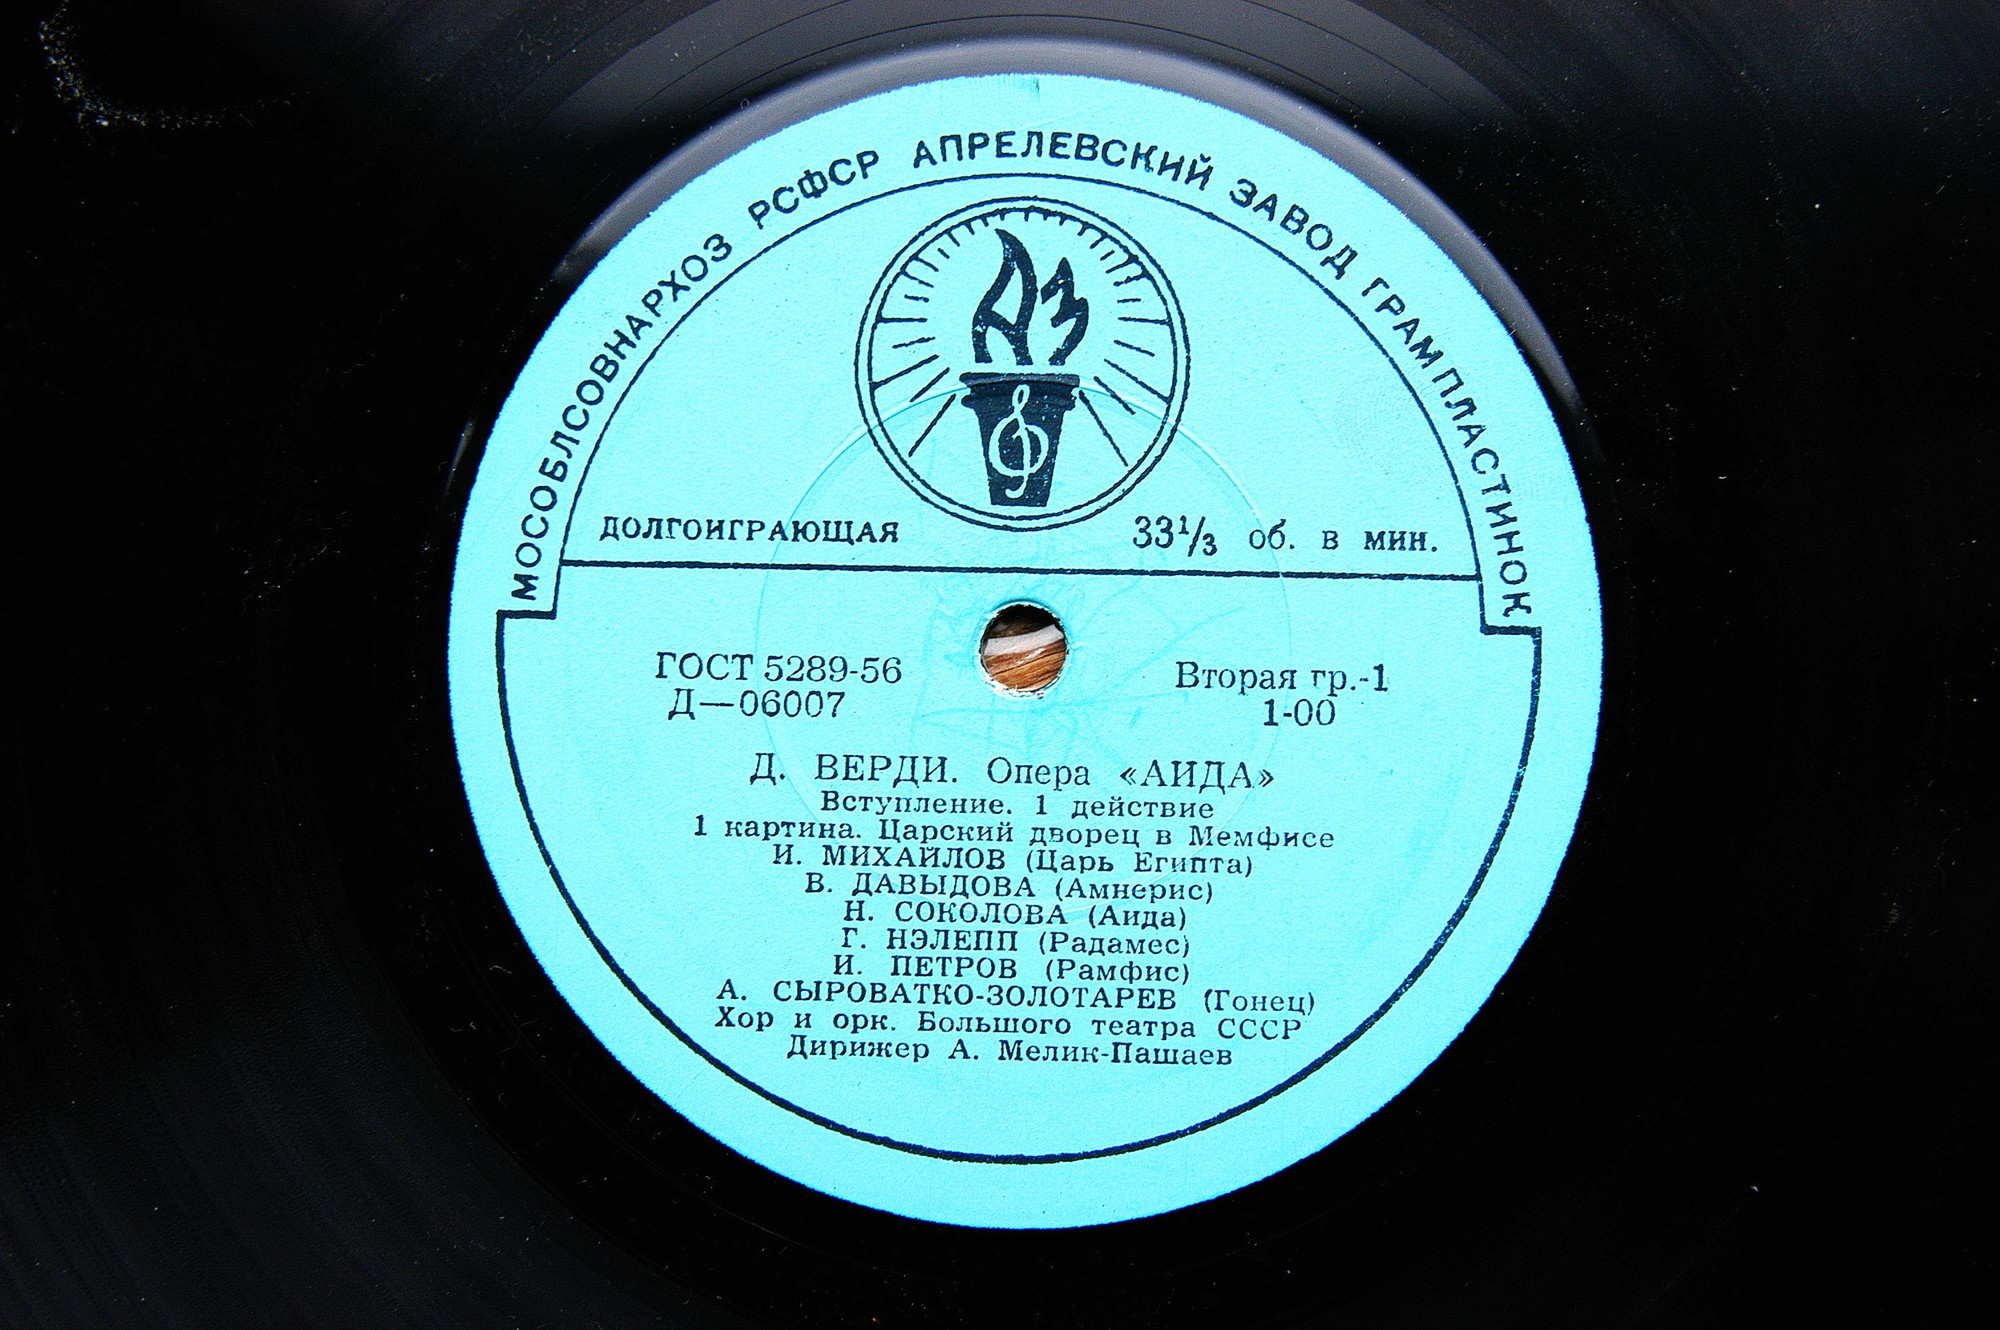 МОСОБЛСОВНАРХОЗ РСФСР АПРЕЛЕВСКИЙ ЗАВОД ГРАМПЛАСТИНОК
АЗ
ДОЛГОИГРАЮЩАЯ 33⅓ об. в мин.
ГОСТ 5289-56 Вторая гр.-1
Д—06007 1-00
Д. ВЕРДИ. Опера «АИДА»
Вступление. 1 действие
1 картина. Царский дворец в Мемфисе
И. МИХАЙЛОВ (Царь Египта)
В. ДАВЫДОВА (Амнерис)
Н. СОКОЛОВА (Аида)
Г. НЭЛЕПП (Радамес)
И. ПЕТРОВ (Рамфис)
А. СЫРОВАТКО-ЗОЛОТАРЕВ (Гонец)
Хор и орк. Большого театра СССР
Дирижер А. Мелик-Пашаев